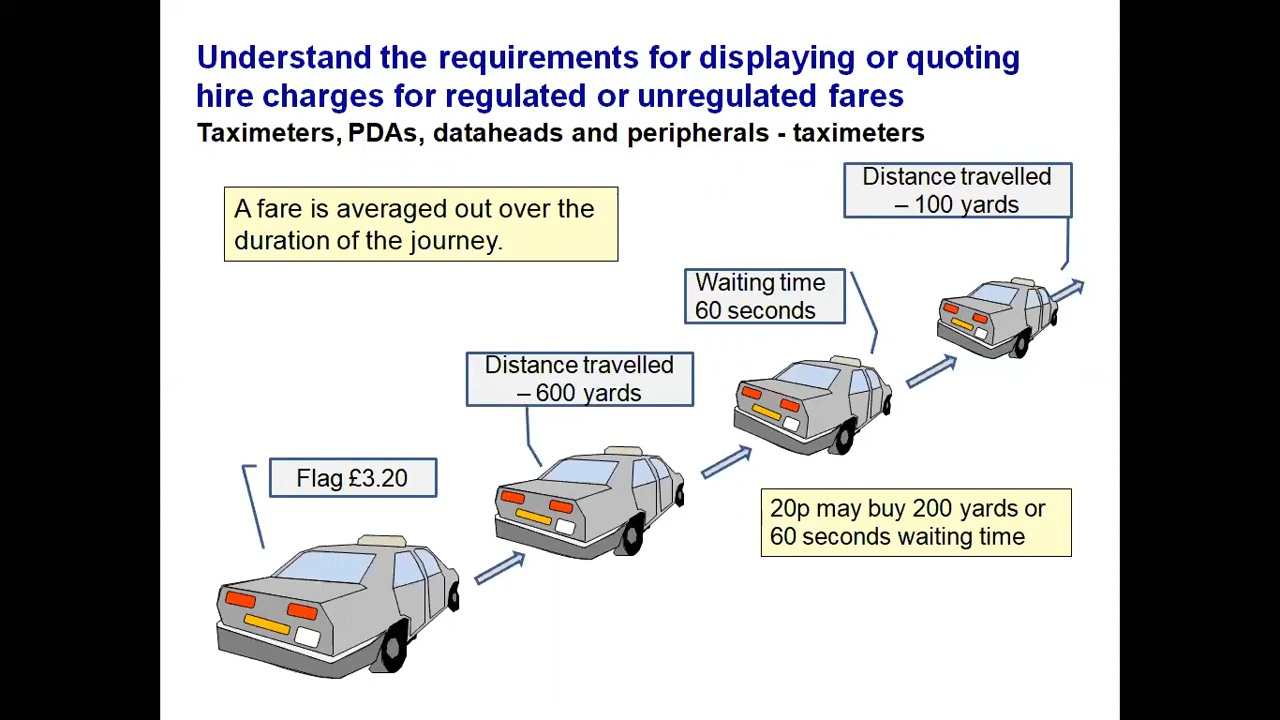 Understand the requirements for displaying or quoting
hire charges for regulated or unregulated fares
Taximeters, PDAs, dataheads and peripherals - taximeters
A fare is averaged out over the
duration of the journey.
Distance travelled
– 100 yards
Waiting time
60 seconds
Distance travelled
– 600 yards
Flag £3.20
20p may buy 200 yards or
60 seconds waiting time